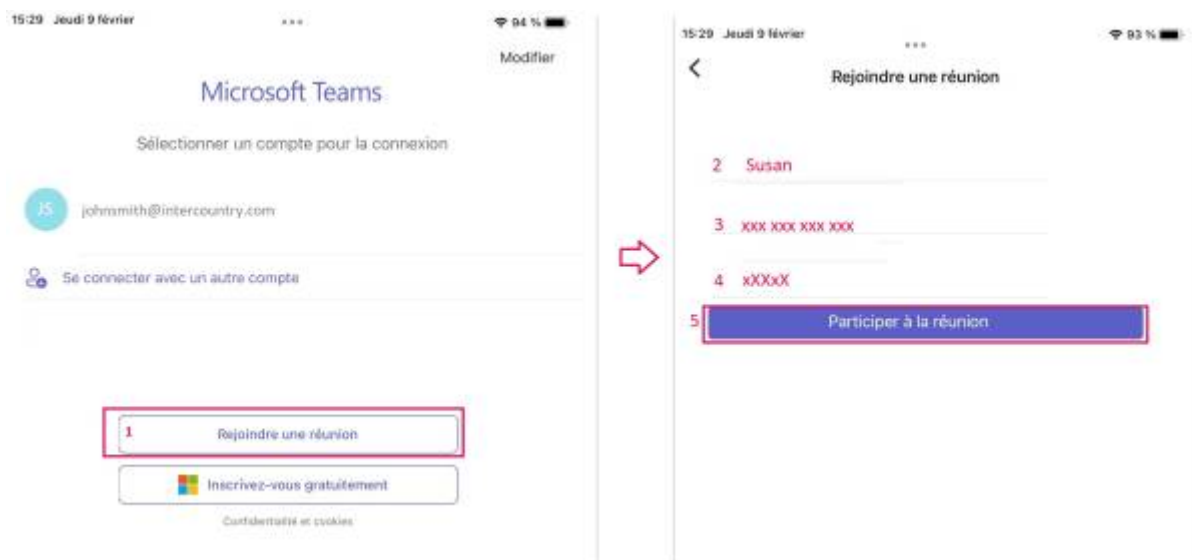 15:29 Jeudi 9 février
94 %
Modifier
Microsoft Teams
Sélectionner un compte pour la connexion
JS
johnsmith@intercountry.com
Se connecter avec un autre compte
1 Rejoindre une réunion
Inscrivez-vous gratuitement
Confidentialité et cookies
15:29 Jeudi 9 février
93 %
Rejoindre une réunion
2 Susan
3 xxx xxx xxx xxx
4 xXXxX
5 Participer à la réunion